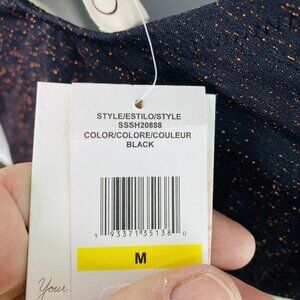 STYLE/ESTILO/STYLE
SSSH20888
COLOR/COLORE/COULEUR
BLACK
1 93371 35138 0
M
Your